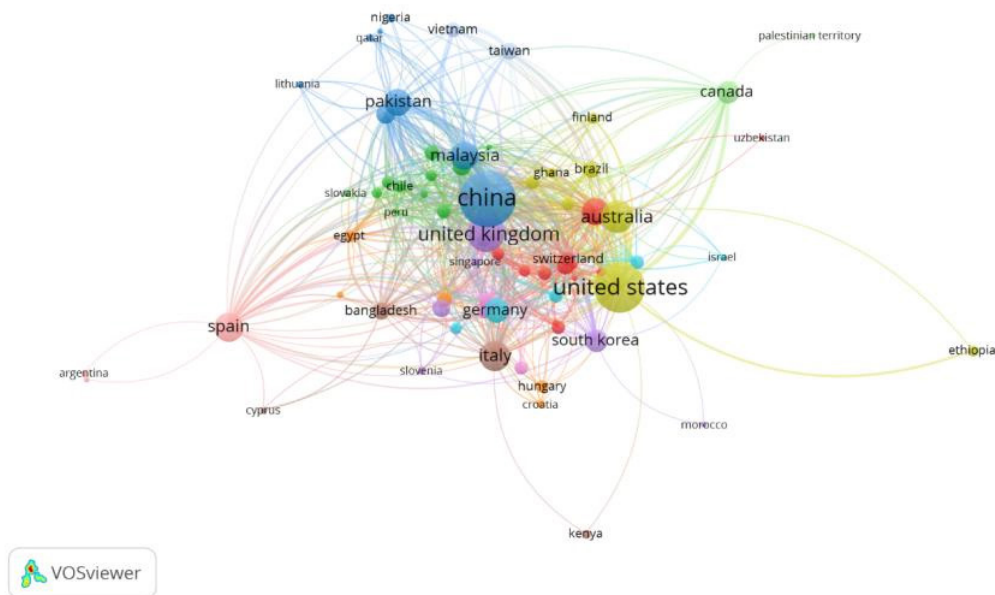 nigeria
vietnam
qatar
palestinian territory
taiwan
lithuania
canada
pakistan
finland
uzbekistan
malaysia
ghana
brazil
slovakia
chile
china
peru
australia
egypt
united kingdom
singapore
switzerland
israel
united states
bangladesh
germany
spain
south korea
ethiopia
italy
argentina
slovenia
hungary
cyprus
croatia
morocco
kenya
VOSviewer